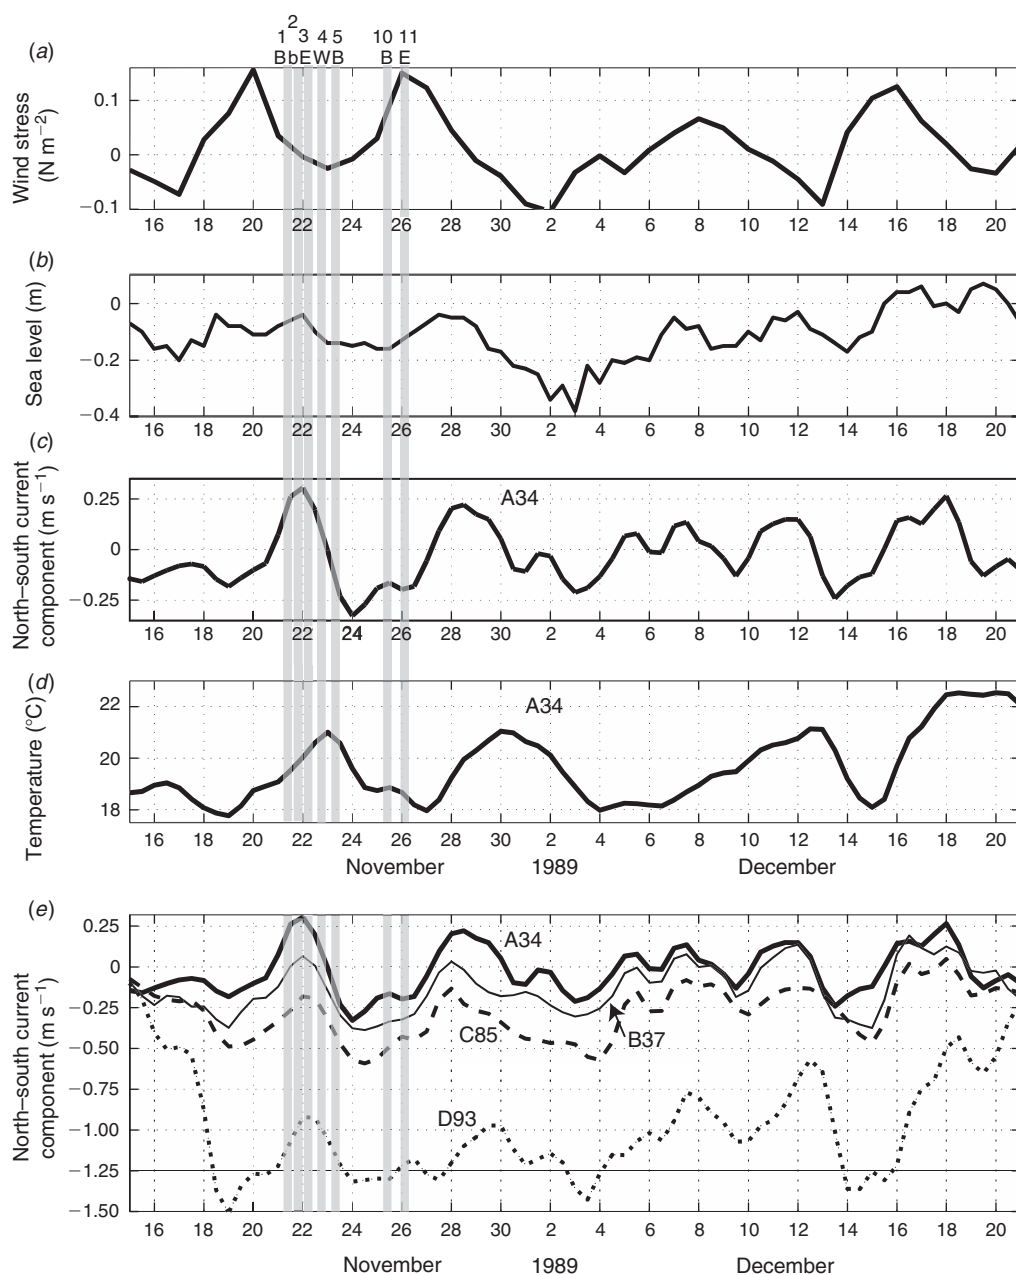 2
1 3 4 5 10 11
B b E W B B E
(a)
Wind stress
(N m−2)
0.1
0
−0.1
16 18 20 22 24 26 28 30 2 4 6 8 10 12 14 16 18 20
(b)
Sea level (m)
0
−0.2
−0.4
16 18 20 22 24 26 28 30 2 4 6 8 10 12 14 16 18 20
(c)
North–south current
component (m s−1)
A34
0.25
0
−0.25
16 18 20 22 24 26 28 30 2 4 6 8 10 12 14 16 18 20
(d)
Temperature (°C)
A34
22
20
18
16 18 20 22 24 26 28 30 2 4 6 8 10 12 14 16 18 20
November 1989 December
(e)
North–south current
component (m s−1)
0.25
0
−0.25
−0.50
−0.75
−1.00
−1.25
−1.50
A34
C85
B37
D93
16 18 20 22 24 26 28 30 2 4 6 8 10 12 14 16 18 20
November 1989 December